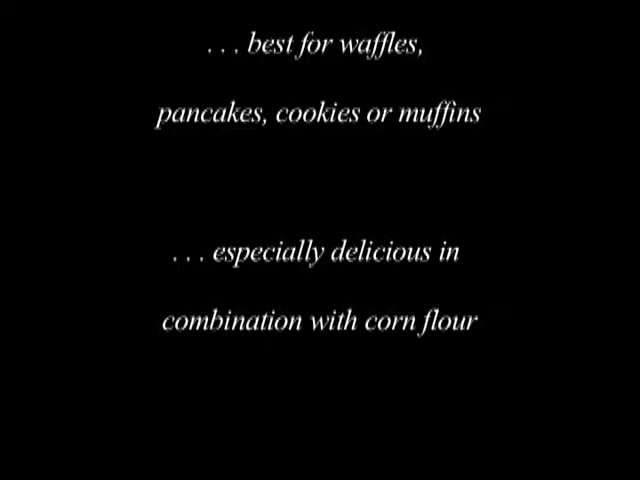 . . . best for waffles,
pancakes, cookies or muffins
. . . especially delicious in
combination with corn flour